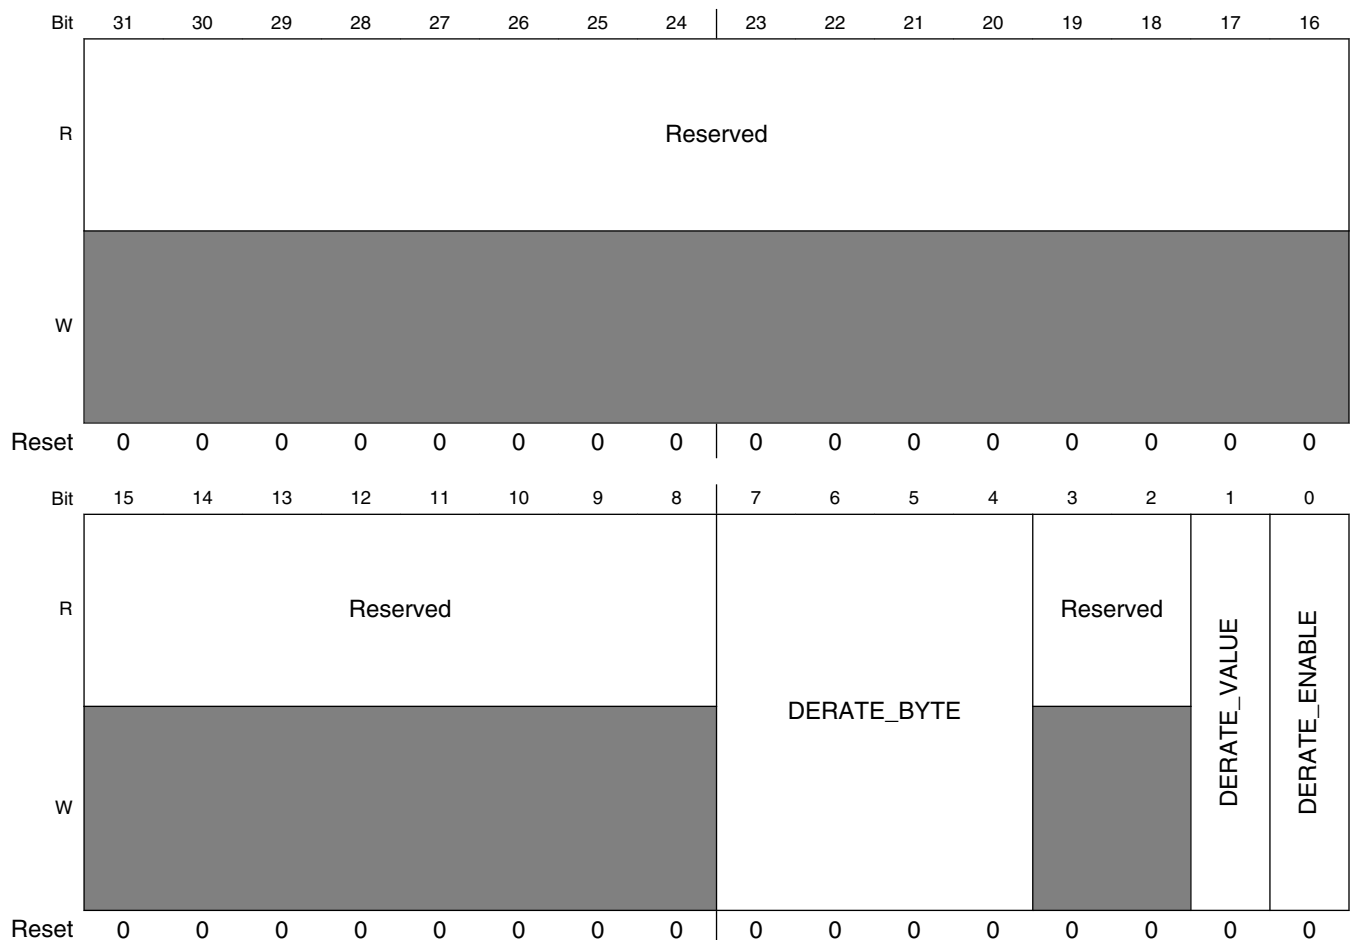 Bit 31 30 29 28 27 26 25 24 23 22 21 20 19 18 17 16
R Reserved
W
Reset 0 0 0 0 0 0 0 0 0 0 0 0 0 0 0 0
Bit 15 14 13 12 11 10 9 8 7 6 5 4 3 2 1 0
R Reserved Reserved
DERATE_BYTE
DERATE_VALUE
DERATE_ENABLE
W
Reset 0 0 0 0 0 0 0 0 0 0 0 0 0 0 0 0